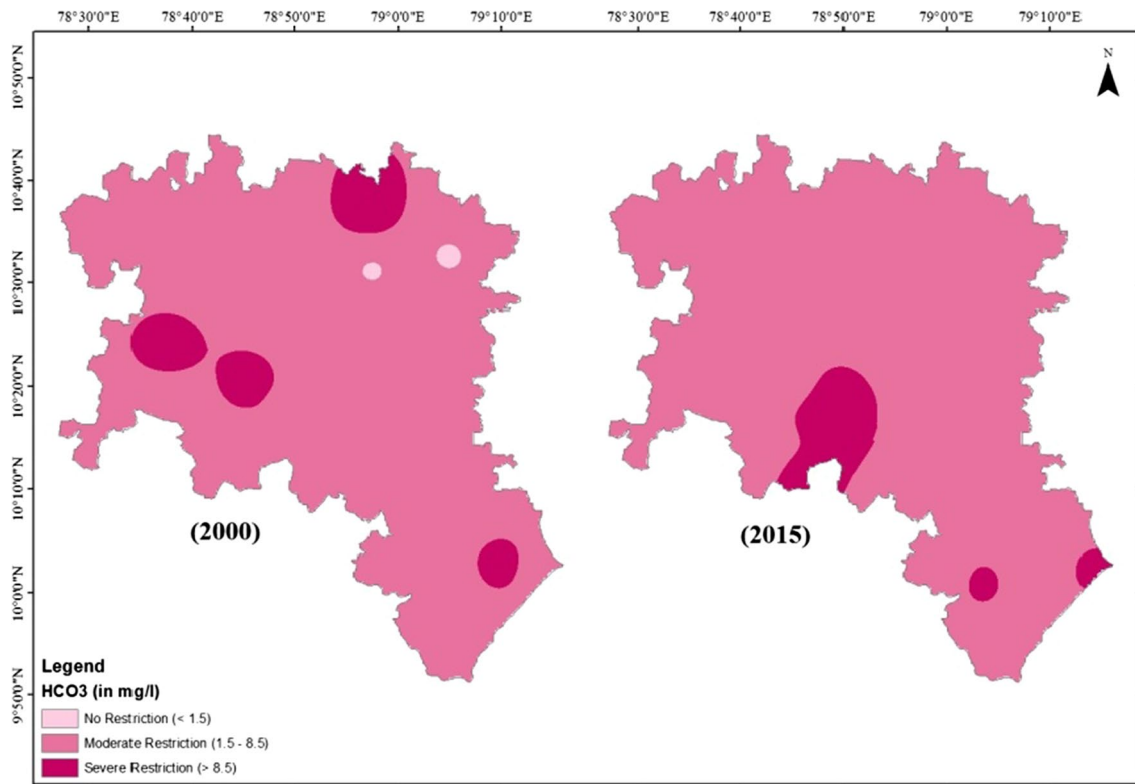 78°30'0"E 78°40'0"E 78°50'0"E 79°0'0"E 79°10'0"E 78°30'0"E 78°40'0"E 78°50'0"E 79°0'0"E 79°10'0"E
N
10°50'0"N
10°40'0"N
10°30'0"N
10°20'0"N
10°10'0"N
10°0'0"N
9°50'0"N
(2000) (2015)
Legend
HCO3 (in mg/l)
No Restriction (< 1.5)
Moderate Restriction (1.5 - 8.5)
Severe Restriction (> 8.5)